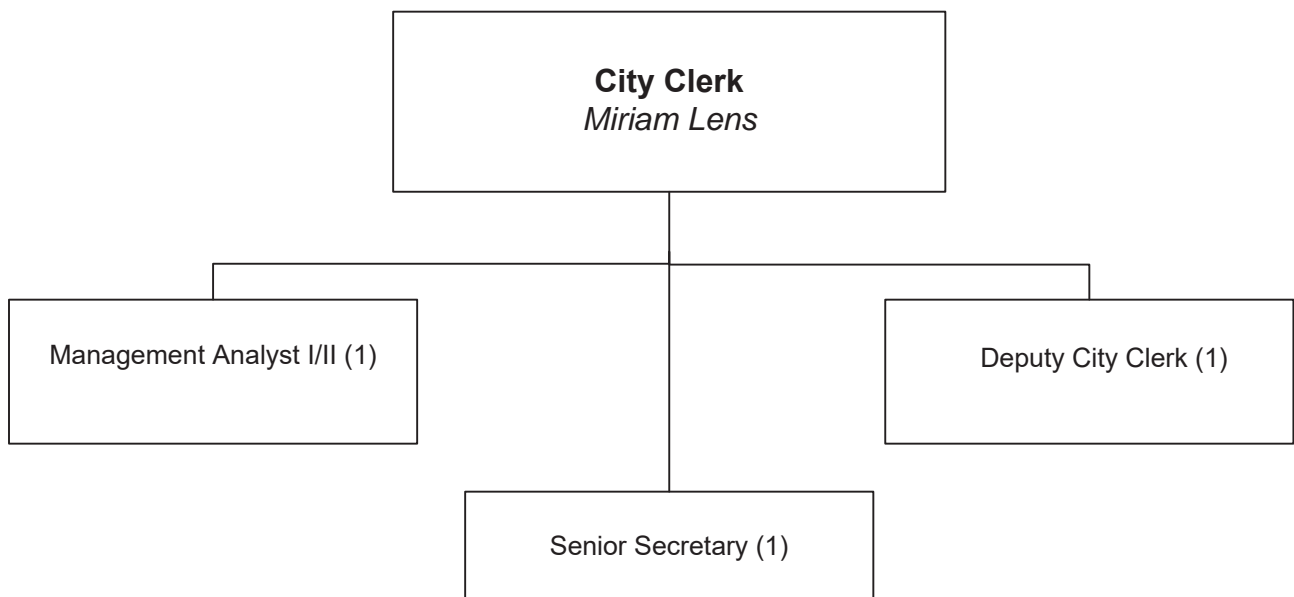 City Clerk
Miriam Lens
Management Analyst I/II (1)
Deputy City Clerk (1)
Senior Secretary (1)